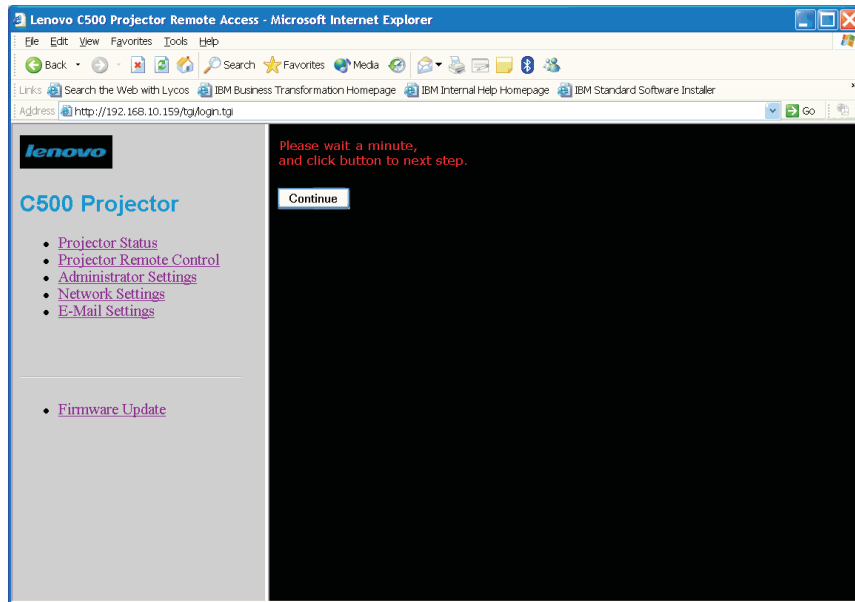 Lenovo C500 Projector Remote Access - Microsoft Internet Explorer
File Edit View Favorites Tools Help
Back Search Favorites Media
Links Search the Web with Lycos IBM Business Transformation Homepage IBM Internal Help Homepage IBM Standard Software Installer
Address http://192.168.10.159/tgi/login.tgi Go
lenovo
C500 Projector
Projector Status
Projector Remote Control
Administrator Settings
Network Settings
E-Mail Settings
Firmware Update
Please wait a minute,
and click button to next step.
Continue